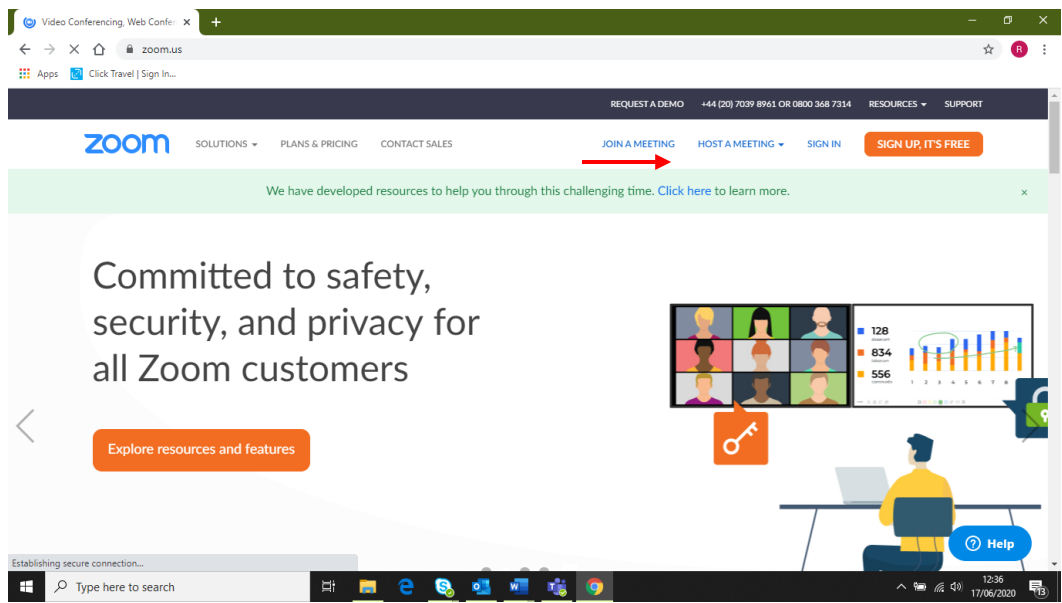 Video Conferencing, Web Confer
zoom.us
R
Apps Click Travel | Sign In...
REQUEST A DEMO +44 (20) 7039 8961 OR 0800 368 7314 RESOURCES SUPPORT
zoom SOLUTIONS PLANS & PRICING CONTACT SALES JOIN A MEETING HOST A MEETING SIGN IN SIGN UP, IT'S FREE
We have developed resources to help you through this challenging time. Click here to learn more. ×
Committed to safety,
security, and privacy for
all Zoom customers
128
834
556
1 2 3 4 5 6 7 8
Explore resources and features
Help
Establishing secure connection...
Type here to search
12:36
17/06/2020
13